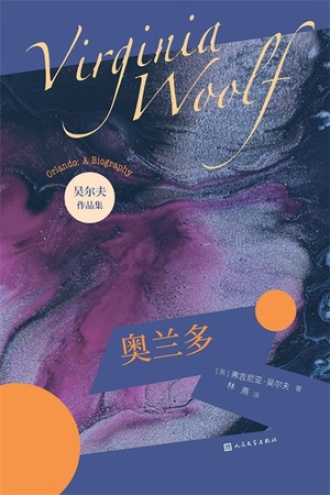 Virginia
Woolf
Orlando: A Biography
吴尔夫
作品集
奥兰多
[英] 弗吉尼亚·吴尔夫 著
林燕 译
人民文学出版社